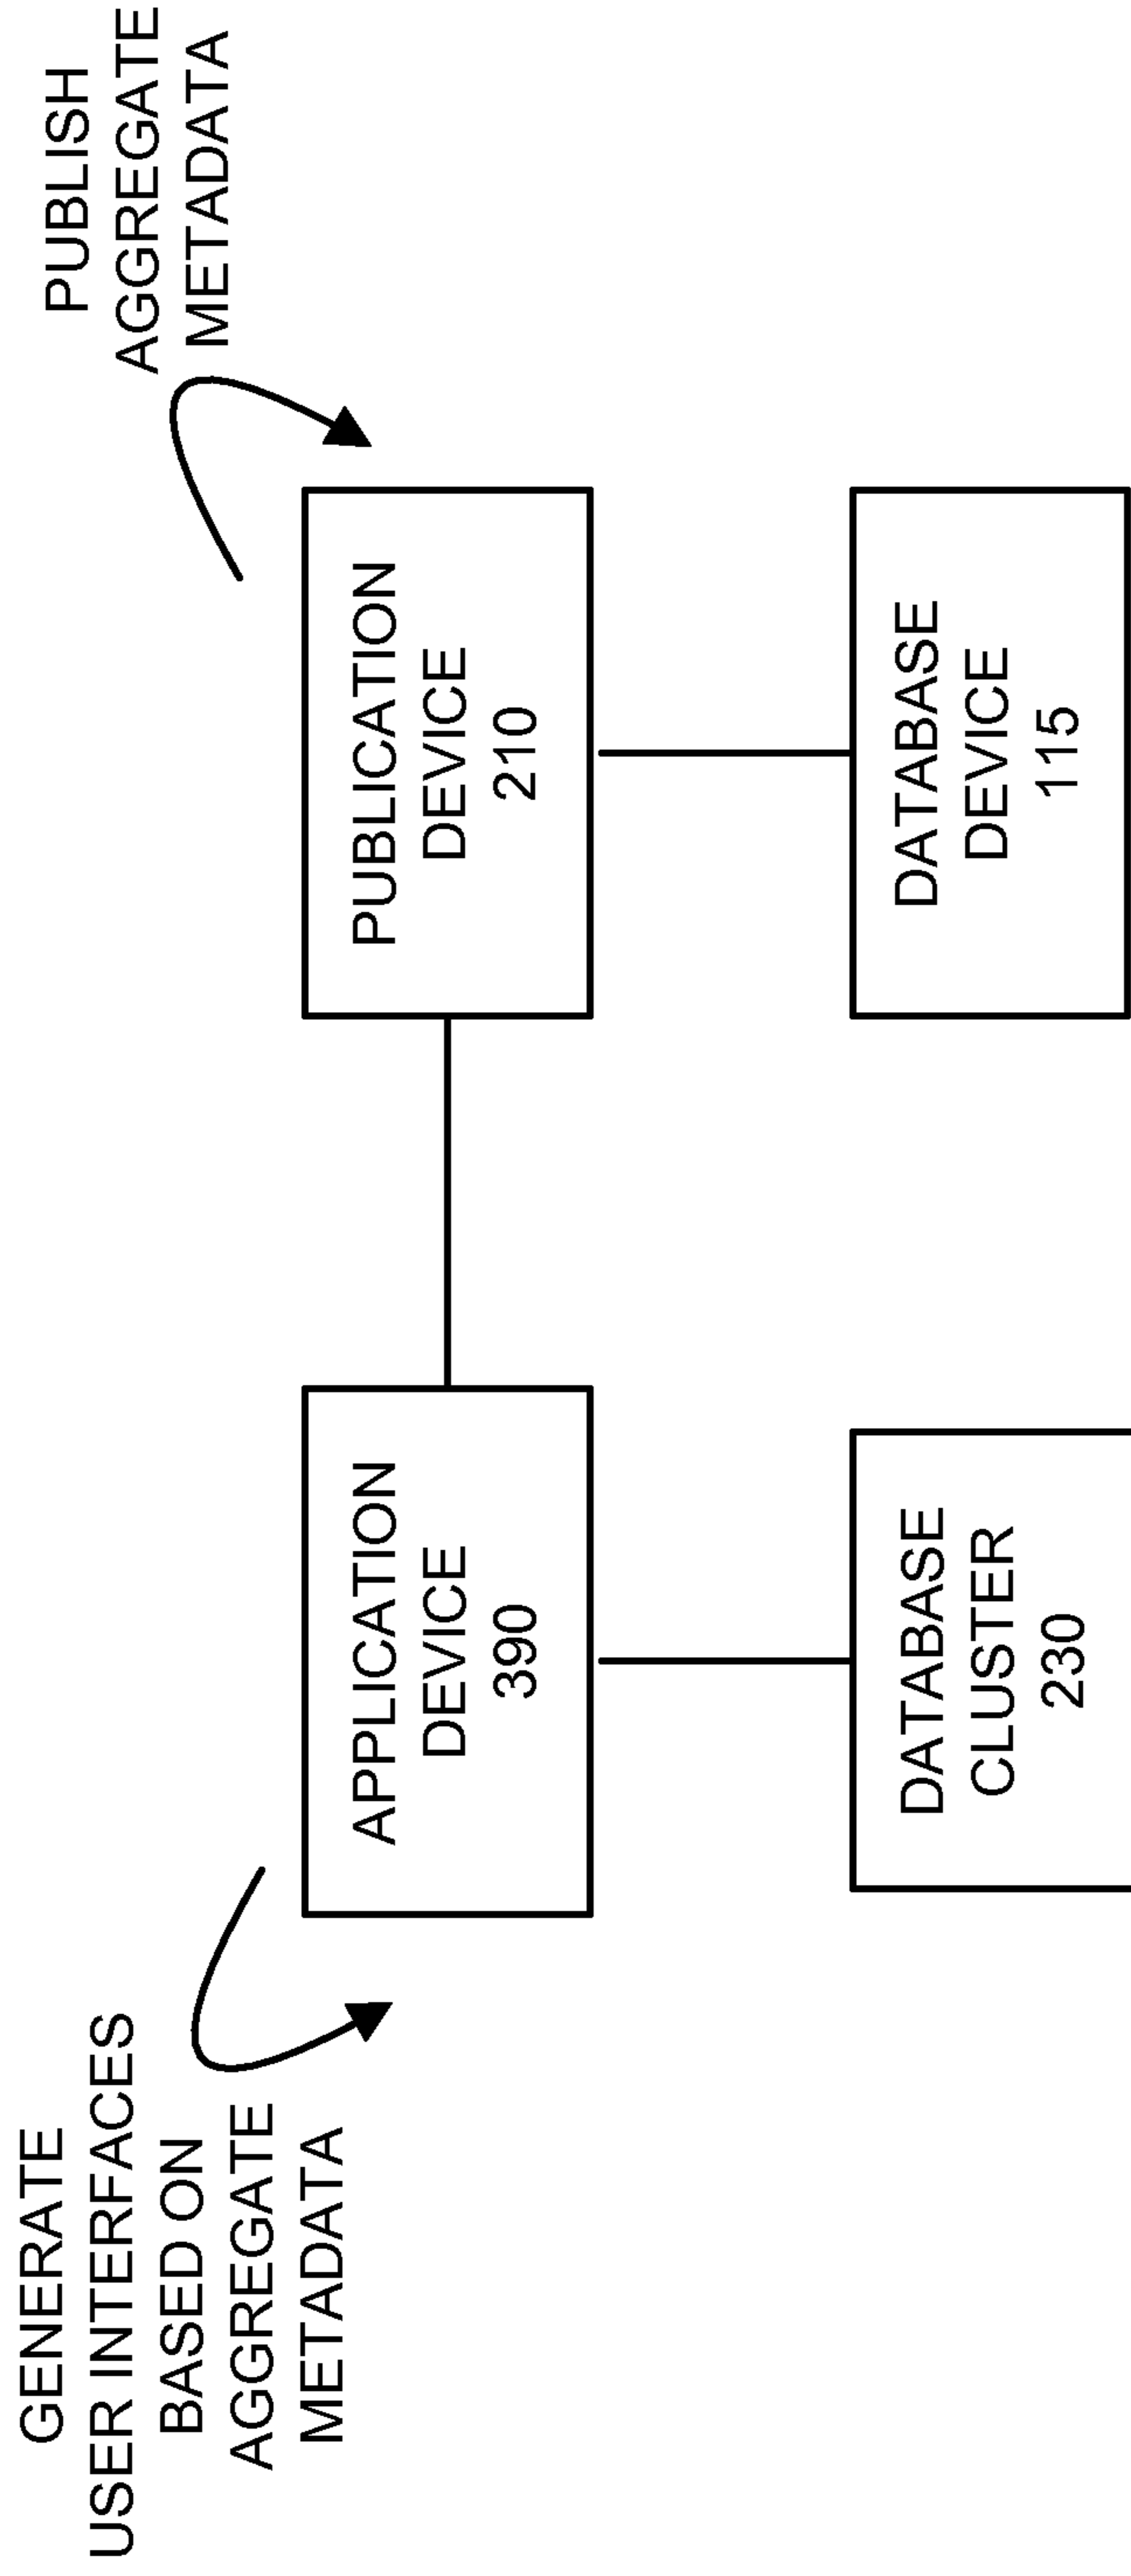 GENERATE
USER INTERFACES
BASED ON
AGGREGATE
METADATA
PUBLISH
AGGREGATE
METADATA
APPLICATION
DEVICE
390
PUBLICATION
DEVICE
210
DATABASE
CLUSTER
230
DATABASE
DEVICE
115